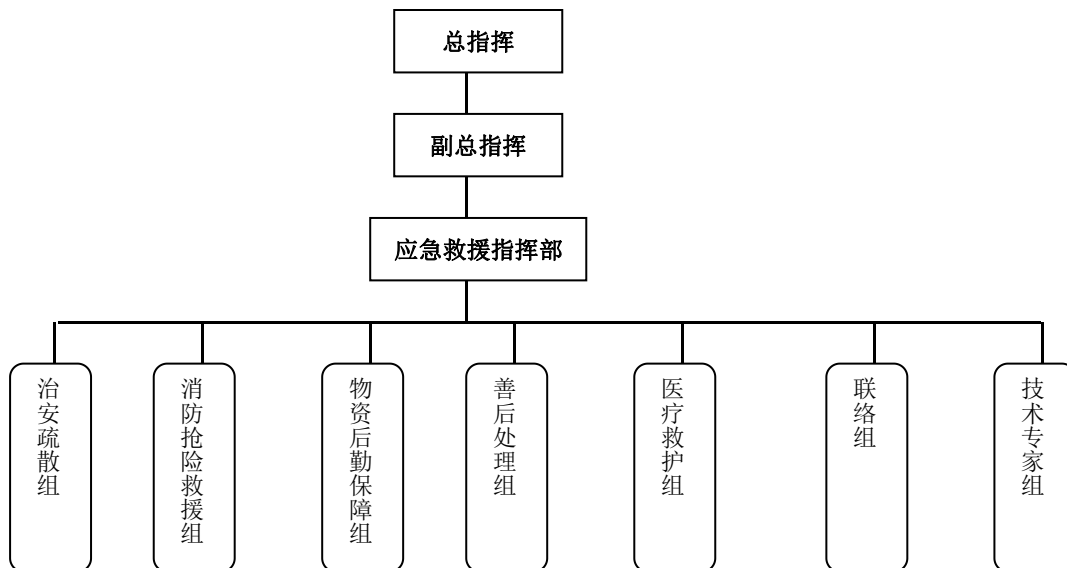 总指挥
副总指挥
应急救援指挥部
治安疏散组
消防抢险救援组
物资后勤保障组
善后处理组
医疗救护组
联络组
技术专家组